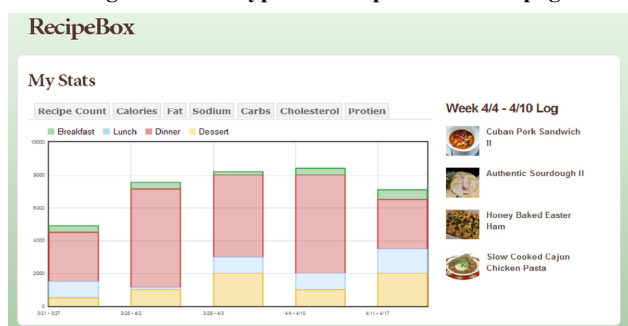 RecipeBox
My Stats
Recipe Count Calories Fat Sodium Carbs Cholesterol Protien
Breakfast Lunch Dinner Dessert
10000
8000
6000
4000
2000
0
3/21 - 3/27 3/28 - 4/2 3/28 - 4/3 4/4 - 4/10 4/11 - 4/17
Week 4/4 - 4/10 Log
Cuban Pork Sandwich
II
Authentic Sourdough II
Honey Baked Easter
Ham
Slow Cooked Cajun
Chicken Pasta